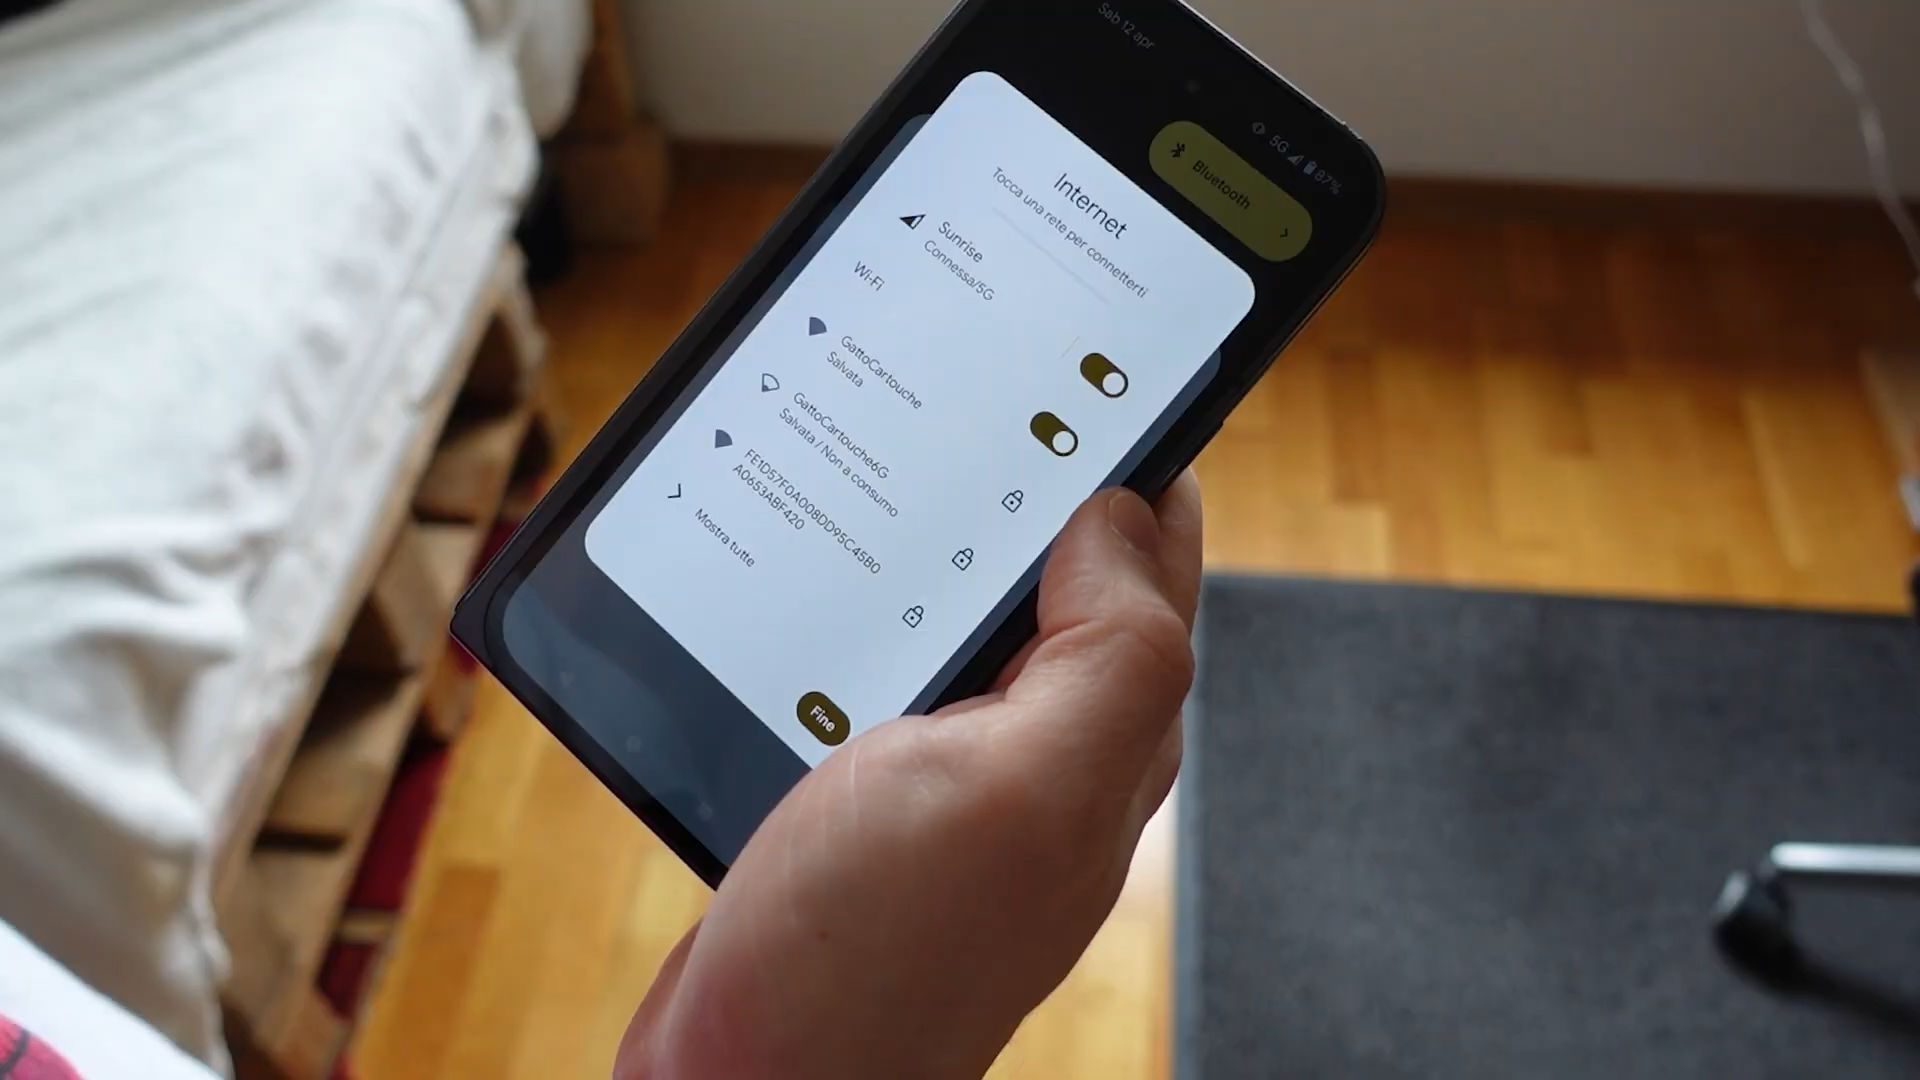 Sab 12 apr
5G 87%
Bluetooth
Internet
Tocca una rete per connetterti
Sunrise
Connessa/5G
Wi-Fi
GattoCartouche
Salvata
GattoCartouche6G
Salvata / Non a consumo
FE1D57F0A008DD95C45B0
A0653ABF420
Mostra tutte
Fine